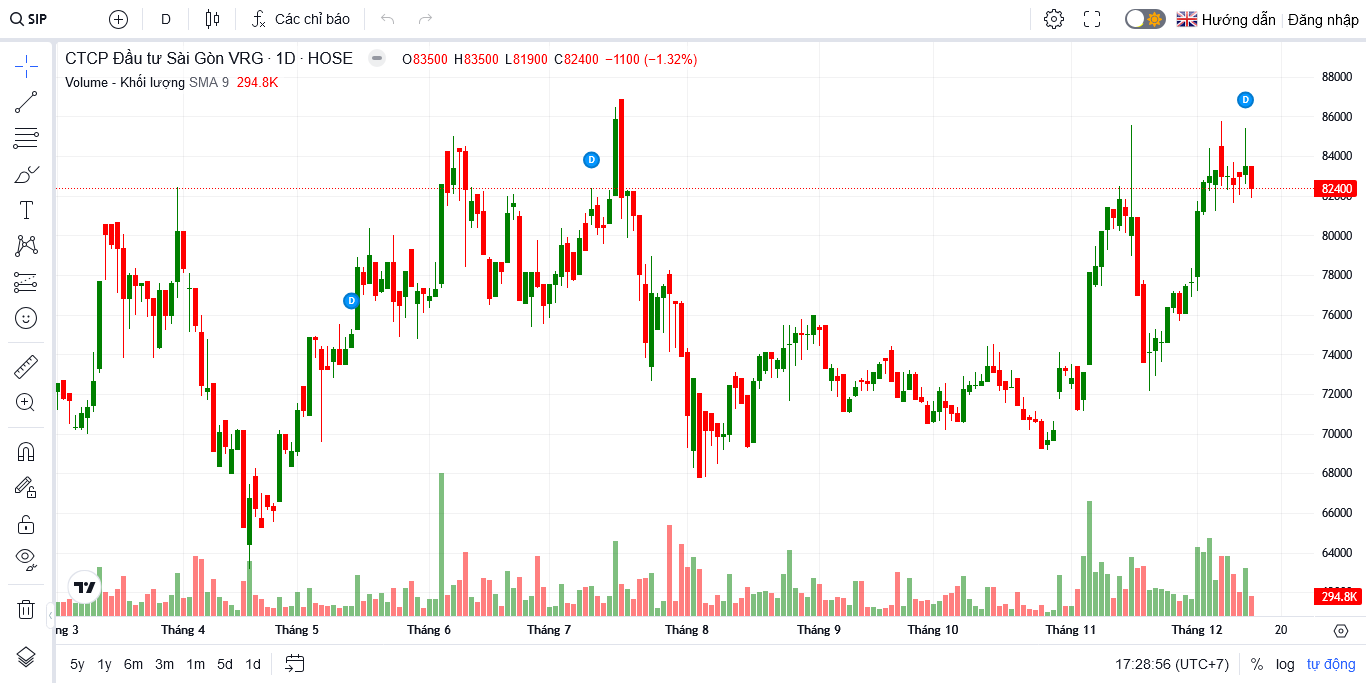 SIP D Các chỉ báo Hướng dẫn Đăng nhập
CTCP Đầu tư Sài Gòn VRG · 1D · HOSE O83500 H83500 L81900 C82400 −1100 (−1.32%)
Volume - Khối lượng SMA 9 294.8K
88000
86000
84000
82400
82000
80000
78000
76000
74000
72000
70000
68000
66000
64000
294.8K
D
D
D
ng 3 Tháng 4 Tháng 5 Tháng 6 Tháng 7 Tháng 8 Tháng 9 Tháng 10 Tháng 11 Tháng 12 20
5y 1y 6m 3m 1m 5d 1d 17:28:56 (UTC+7) % log tự động